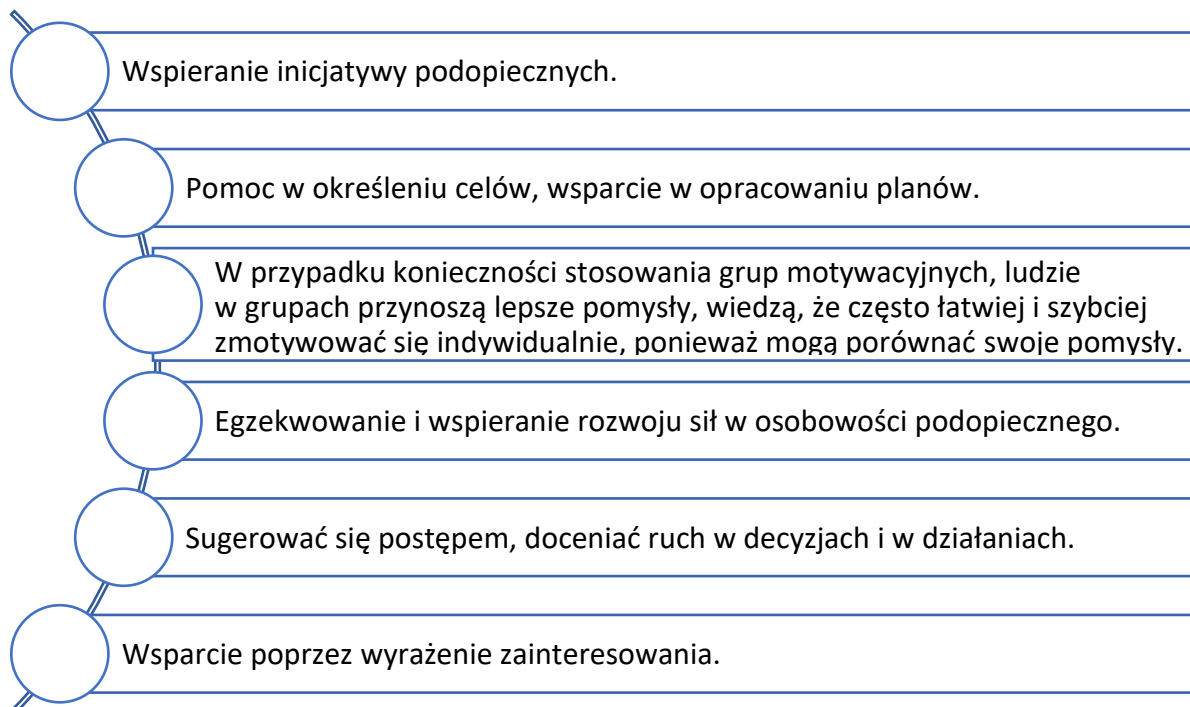 Wspieranie inicjatywy podopiecznych.
Pomoc w określeniu celów, wsparcie w opracowaniu planów.
W przypadku konieczności stosowania grup motywacyjnych, ludzie
w grupach przynoszą lepsze pomysły, wiedzą, że często łatwiej i szybciej
zmotywować się indywidualnie, ponieważ mogą porównać swoje pomysły.
Egzekwowanie i wspieranie rozwoju sił w osobowości podopiecznego.
Sugerować się postępem, doceniać ruch w decyzjach i w działaniach.
Wsparcie poprzez wyrażenie zainteresowania.